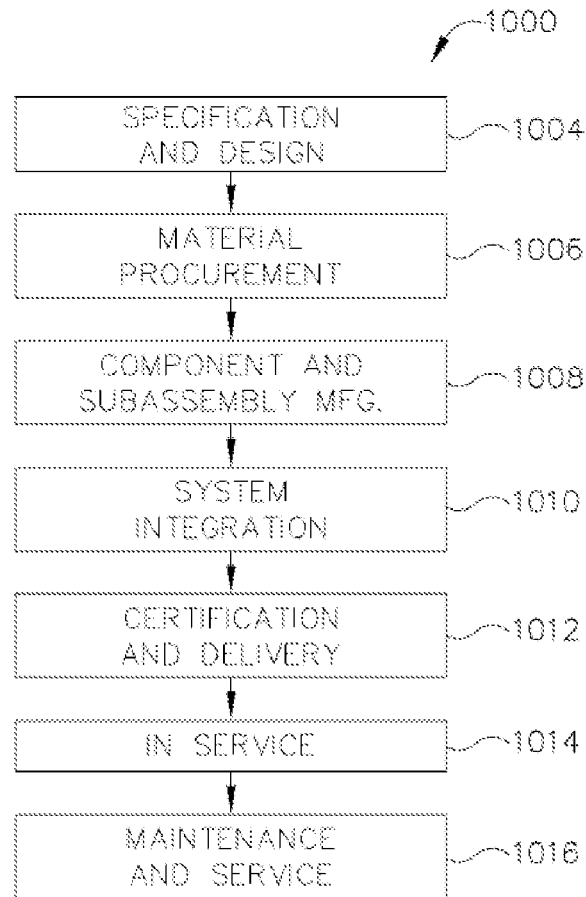 1000
SPECIFICATION
AND DESIGN
1004
MATERIAL
PROCUREMENT
1006
COMPONENT AND
SUBASSEMBLY MFG.
1008
SYSTEM
INTEGRATION
1010
CERTIFICATION
AND DELIVERY
1012
IN SERVICE
1014
MAINTENANCE
AND SERVICE
1016